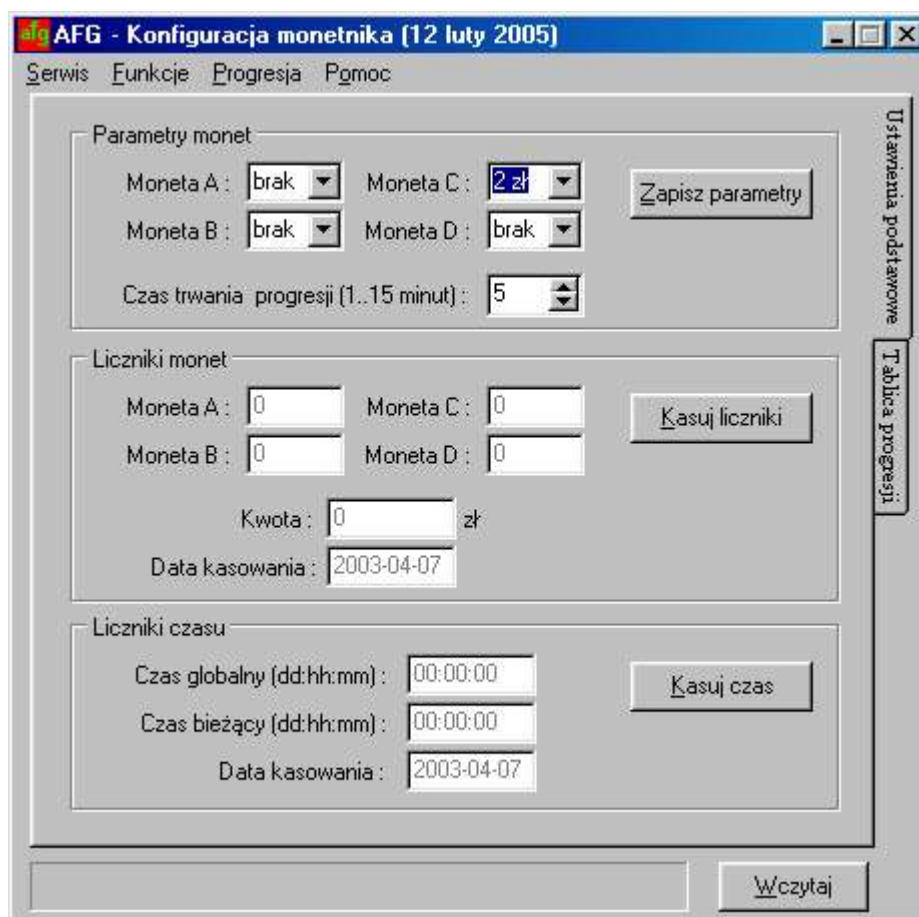 afg AFG - Konfiguracja monetnika (12 luty 2005)
Serwis Funkcje Progresja Pomoc
Parametry monet
Moneta A : brak Moneta C : 2 zł
Zapisz parametry
Moneta B : brak Moneta D : brak
Czas trwania progresji (1..15 minut) : 5
Liczniki monet
Moneta A : 0 Moneta C : 0
Kasuj liczniki
Moneta B : 0 Moneta D : 0
Kwota : 0 zł
Data kasowania : 2003-04-07
Liczniki czasu
Czas globalny (dd:hh:mm) : 00:00:00
Kasuj czas
Czas bieżący (dd:hh:mm) : 00:00:00
Data kasowania : 2003-04-07
Ustawienia podstawowe
Tablica progresji
Wczytaj